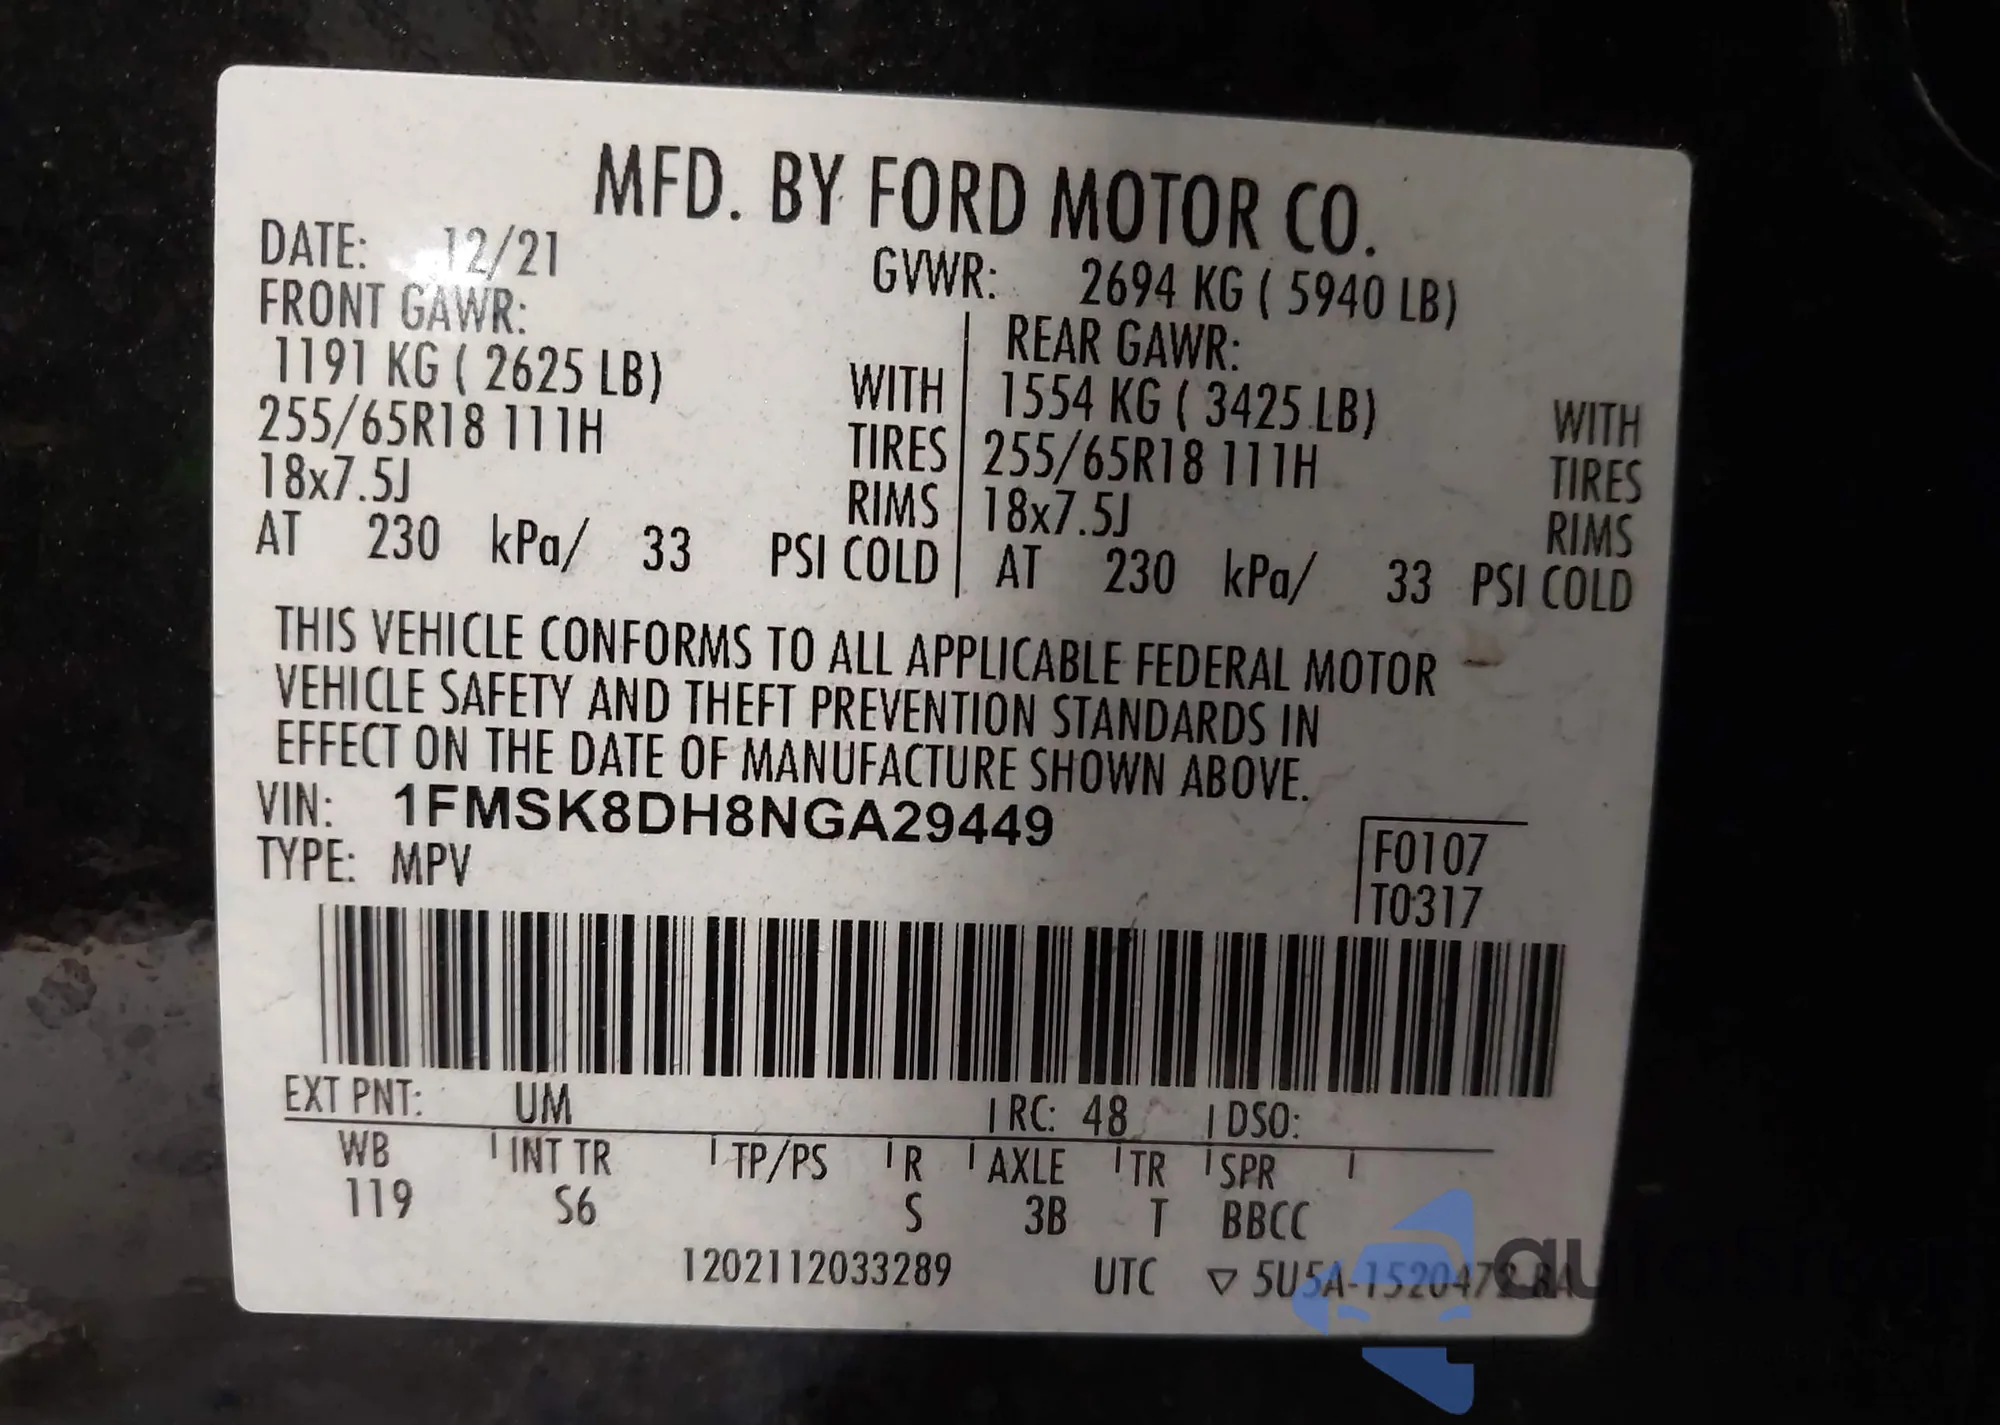 MFD. BY FORD MOTOR CO.
DATE: 12/21 GVWR: 2694 KG ( 5940 LB)
FRONT GAWR: REAR GAWR:
1191 KG ( 2625 LB) WITH 1554 KG ( 3425 LB) WITH
255/65R18 111H TIRES 255/65R18 111H TIRES
18x7.5J RIMS 18x7.5J RIMS
AT 230 kPa/ 33 PSI COLD AT 230 kPa/ 33 PSI COLD
THIS VEHICLE CONFORMS TO ALL APPLICABLE FEDERAL MOTOR
VEHICLE SAFETY AND THEFT PREVENTION STANDARDS IN
EFFECT ON THE DATE OF MANUFACTURE SHOWN ABOVE.
VIN: 1FMSK8DH8NGA29449
TYPE: MPV
F0107
T0317
EXT PNT: UM RC: 48 DSO:
WB INT TR TP/PS R AXLE TR SPR
119 S6 S 3B T BBCC
1202112033289 UTC ▽ 5U5A-1520472-BA